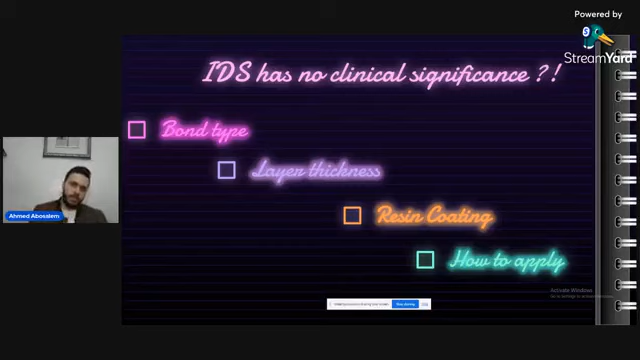 Powered by
StreamYard
IDS has no clinical significance ?!
Bond type
Layer thickness
Resin Coating
How to apply
Ahmed Abosalem
Activate Windows
Stop sharing
Hide